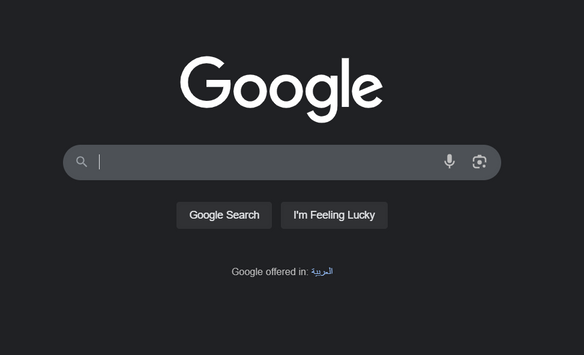 Google
Google Search
I'm Feeling Lucky
Google offered in: العربية